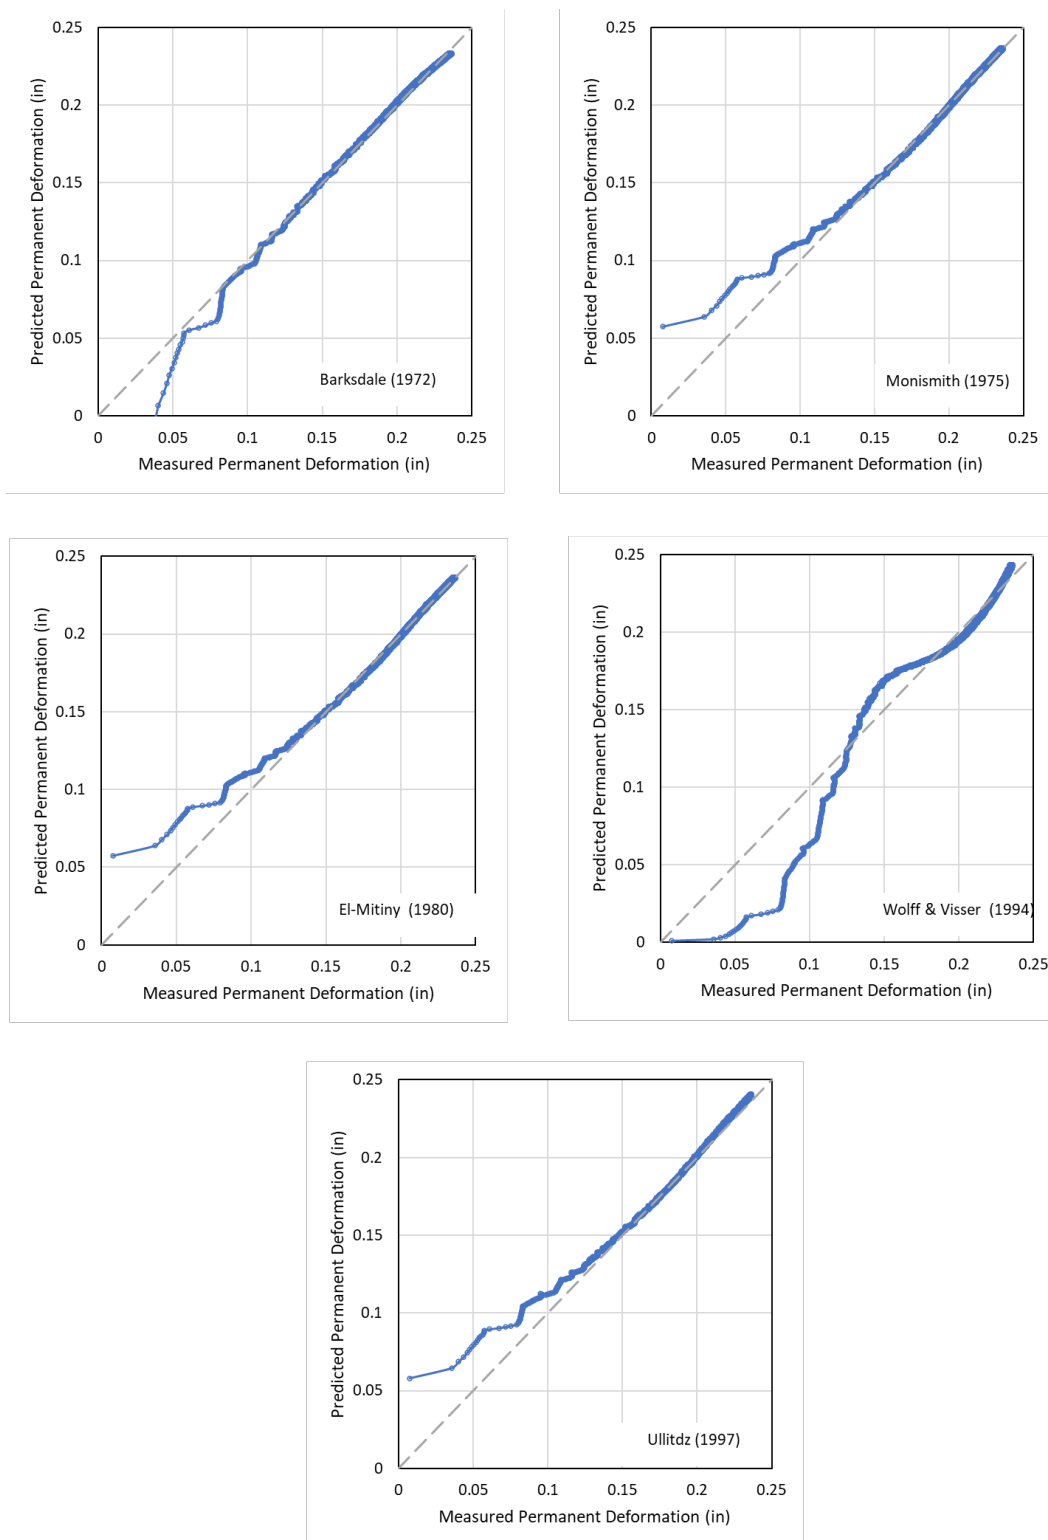 0.25
0.2
0.15
0.1
0.05
0
Predicted Permanent Deformation (in)
Barksdale (1972)
0 0.05 0.1 0.15 0.2 0.25
Measured Permanent Deformation (in)
0.25
0.2
0.15
0.1
0.05
0
Predicted Permanent Deformation (in)
Monismith (1975)
0 0.05 0.1 0.15 0.2 0.25
Measured Permanent Deformation (in)
0.25
0.2
0.15
0.1
0.05
0
Predicted Permanent Deformation (in)
El-Mitiny (1980)
0 0.05 0.1 0.15 0.2 0.25
Measured Permanent Deformation (in)
0.25
0.2
0.15
0.1
0.05
0
Predicted Permanent Deformation (in)
Wolff & Visser (1994)
0 0.05 0.1 0.15 0.2 0.25
Measured Permanent Deformation (in)
0.25
0.2
0.15
0.1
0.05
0
Predicted Permanent Deformation (in)
Ullitdz (1997)
0 0.05 0.1 0.15 0.2 0.25
Measured Permanent Deformation (in)